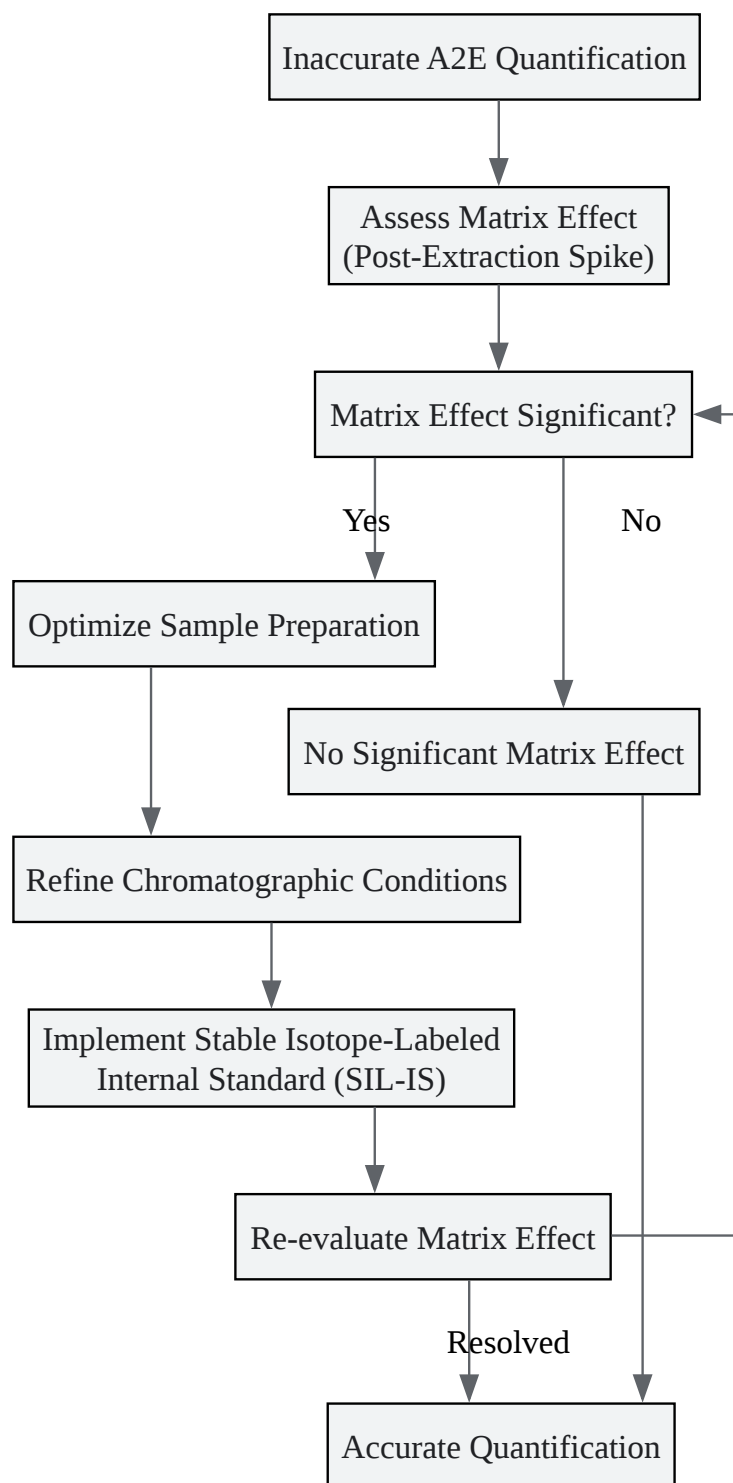 Inaccurate A2E Quantification
Assess Matrix Effect
(Post-Extraction Spike)
Matrix Effect Significant?
Yes
No
Optimize Sample Preparation
No Significant Matrix Effect
Refine Chromatographic Conditions
Implement Stable Isotope-Labeled
Internal Standard (SIL-IS)
Re-evaluate Matrix Effect
Resolved
Accurate Quantification